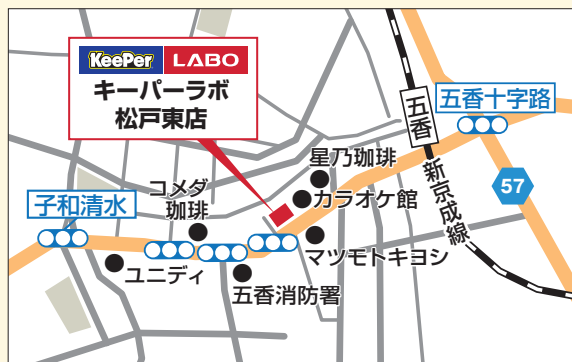 KeePer LABO
キーパーラボ
松戸東店
五香十字路
五香
新京成線
57
星乃珈琲
カラオケ館
コメダ
珈琲
子和清水
マツモトキヨシ
ユニディ
五香消防署